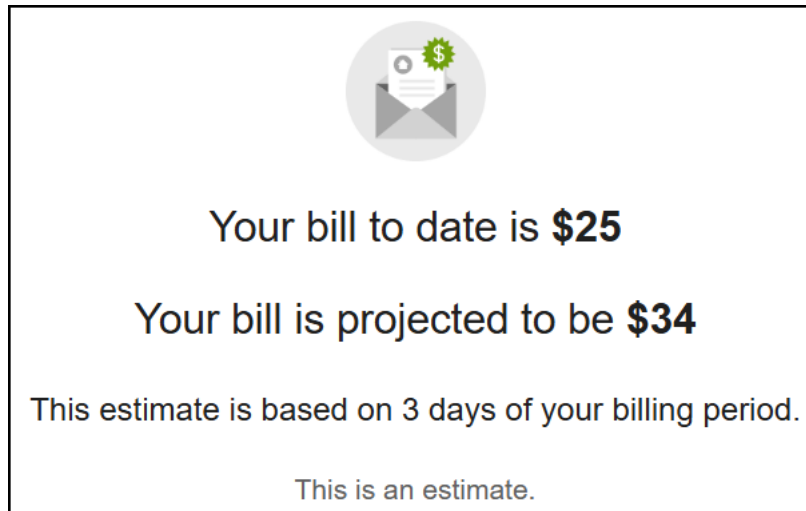 $
Your bill to date is $25
Your bill is projected to be $34
This estimate is based on 3 days of your billing period.
This is an estimate.